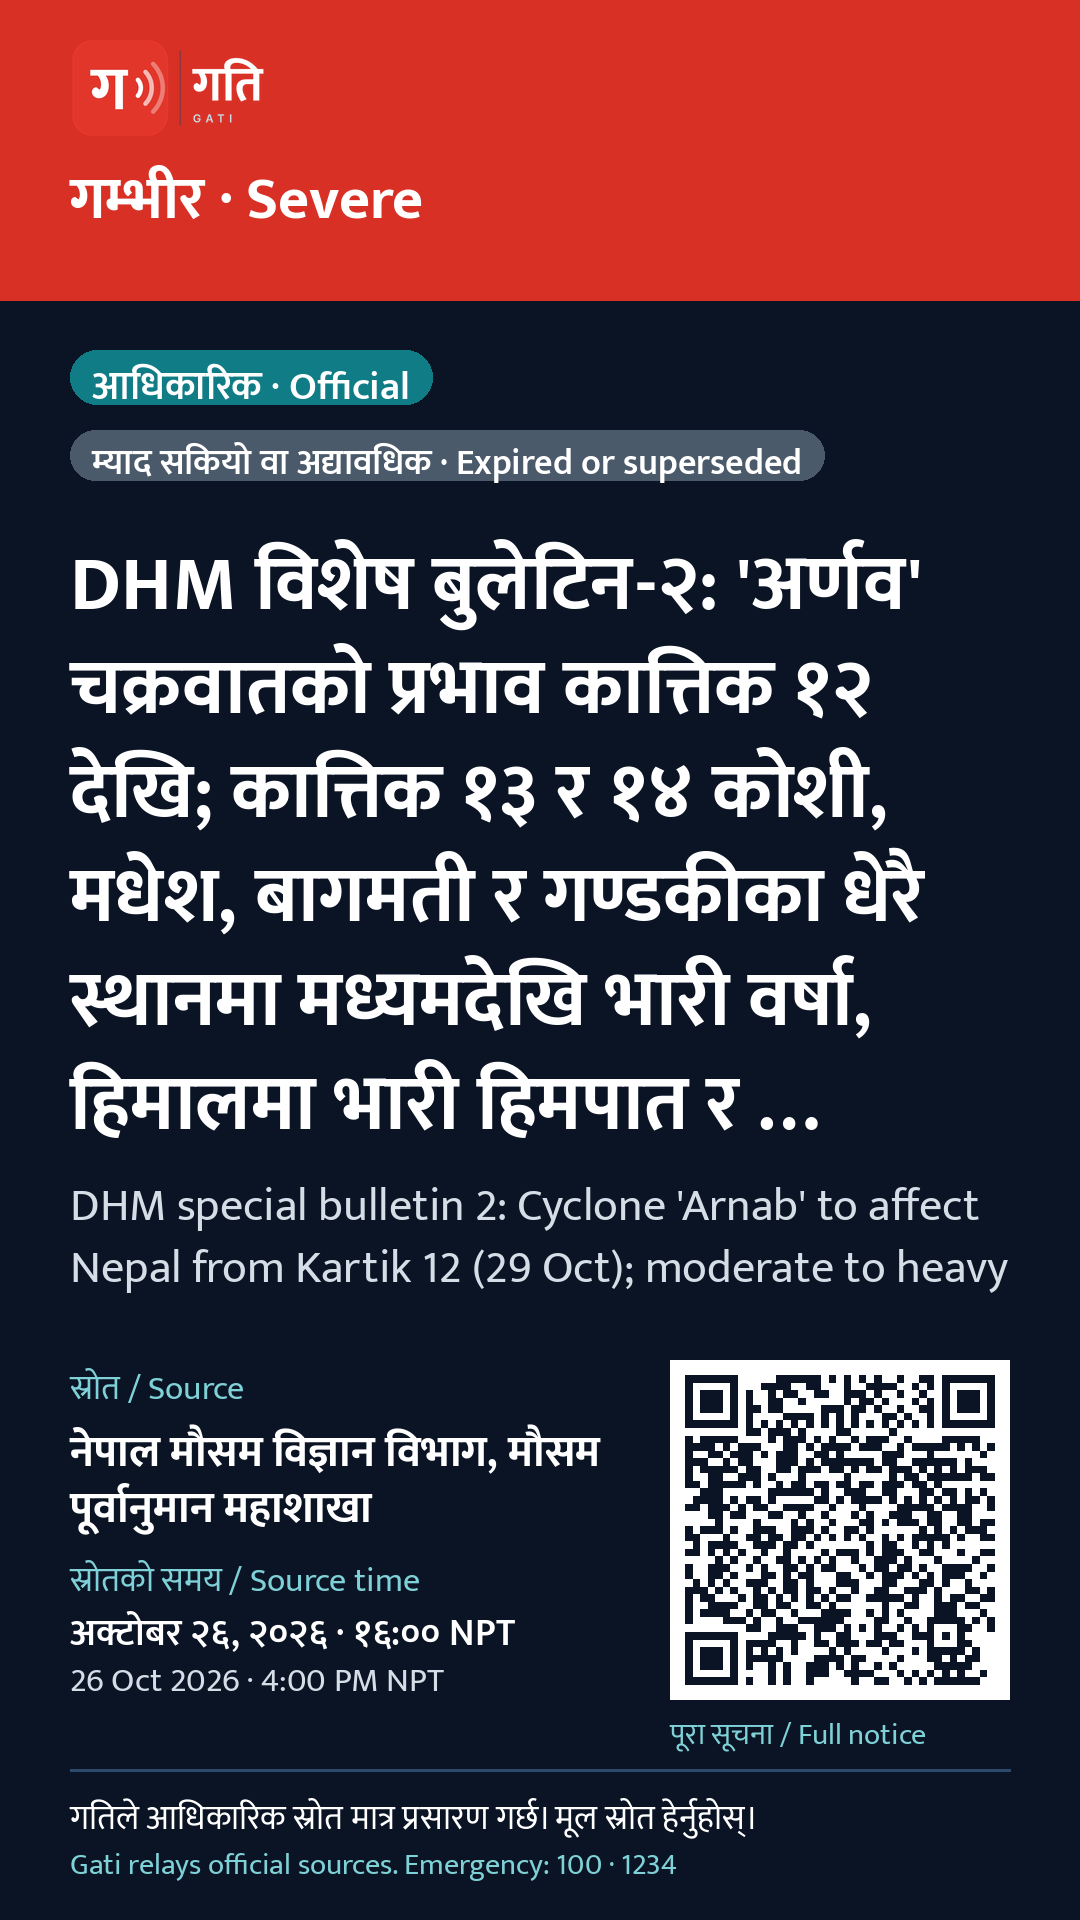 ग
गति
GATI
गम्भीर · Severe
आधिकारिक · Official
म्याद सकियो वा अद्यावधिक · Expired or superseded
DHM विशेष बुलेटिन-२: 'अर्णव'
चक्रवातको प्रभाव कात्तिक १२
देखि; कात्तिक १३ र १४ कोशी,
मधेश, बागमती र गण्डकीका धेरै
स्थानमा मध्यमदेखि भारी वर्षा,
हिमालमा भारी हिमपात र ...
DHM special bulletin 2: Cyclone 'Arnab' to affect
Nepal from Kartik 12 (29 Oct); moderate to heavy
स्रोत / Source
नेपाल मौसम विज्ञान विभाग, मौसम
पूर्वानुमान महाशाखा
स्रोतको समय / Source time
अक्टोबर २६, २०२६ · १६:०० NPT
26 Oct 2026 · 4:00 PM NPT
पूरा सूचना / Full notice
गतिले आधिकारिक स्रोत मात्र प्रसारण गर्छ। मूल स्रोत हेर्नुहोस्।
Gati relays official sources. Emergency: 100 · 1234